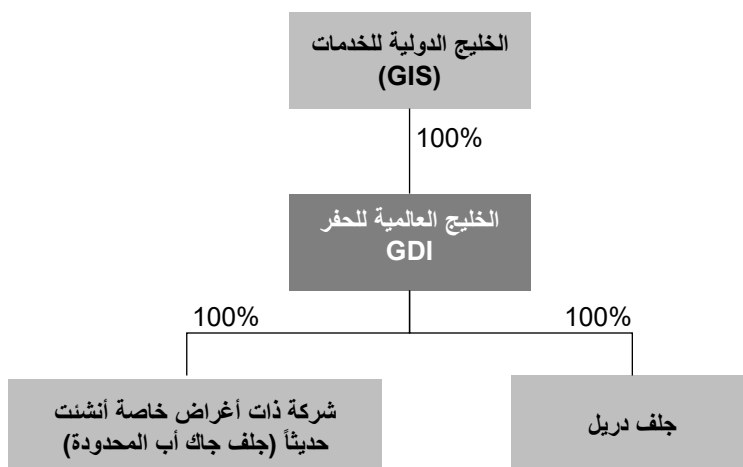 الخليج الدولية للخدمات
(GIS)
100%
الخليج العالمية للحفر
GDI
100%
100%
جلف دريل
شركة ذات أغراض خاصة أنشئت
حديثاً (جلف جاك أب المحدودة)